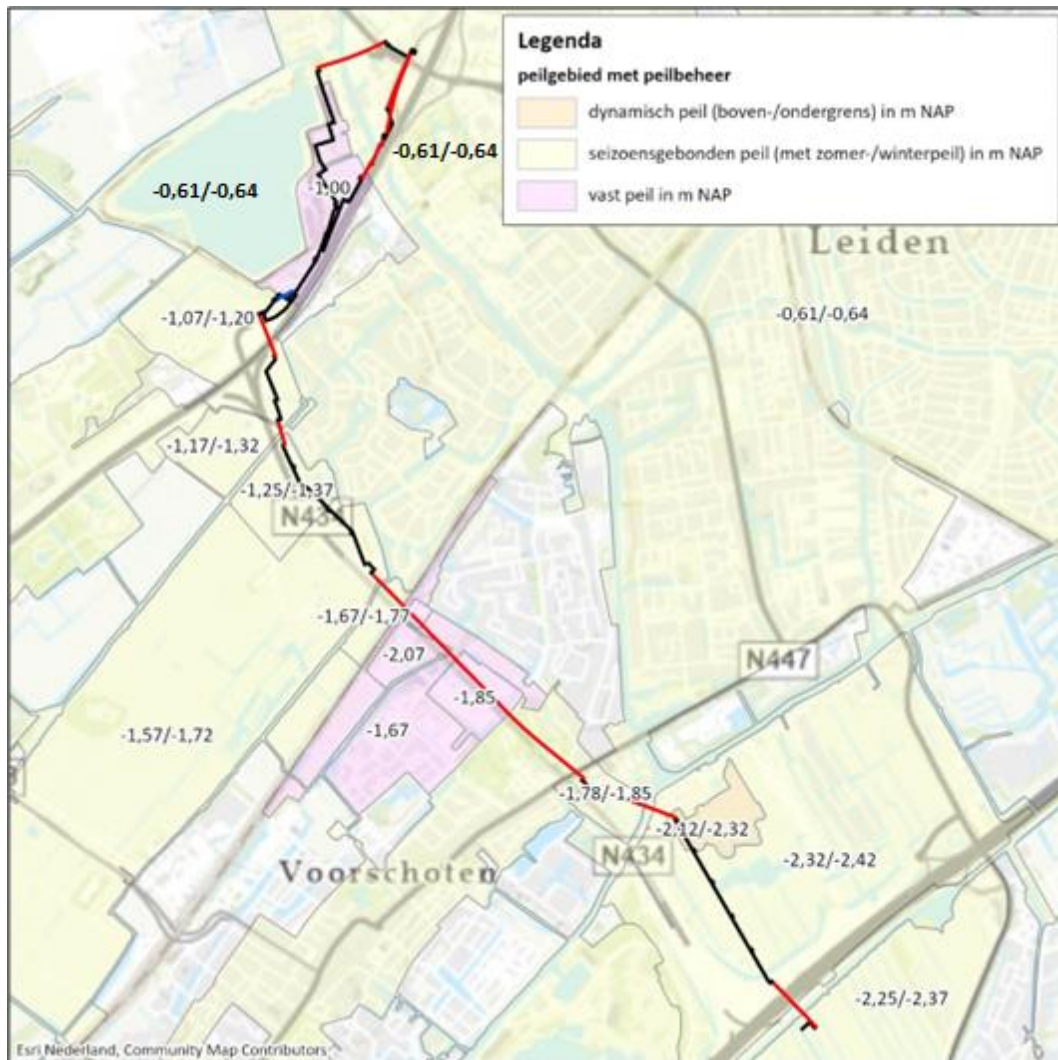 Legenda
peilgebied met peilbeheer
dynamisch peil (boven-/ondergrens) in m NAP
seizoensgebonden peil (met zomer-/winterpeil) in m NAP
vast peil in m NAP
-0,61/-0,64
-0,61/-0,64
-1,00
Leiden
-1,07/-1,20
-0,61/-0,64
-1,17/-1,32
-1,25/-1,37
N434
-1,67/-1,77
-2,07
N447
-1,85
-1,67
-1,57/-1,72
-1,78/-1,85
-2,12/-2,32
N434
-2,32/-2,42
Voorschoten
-2,25/-2,37
Esri Nederland, Community Map Contributors